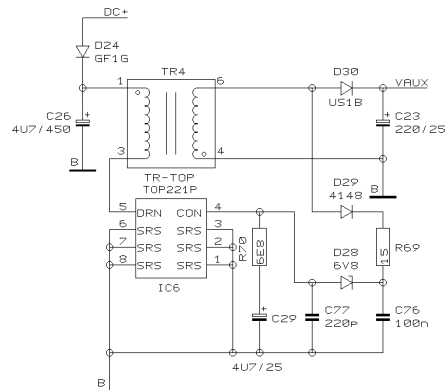 DC+
D24
GF1G
TR4
D30
US1B
VAUX
1
6
C26
4U7/450
+
C23
220/25
+
B
3
4
TR-TOP
TOP221P
B
D29
4148
5
DRN
CON
4
6
SRS
SRS
3
7
SRS
SRS
2
8
SRS
SRS
1
IC6
R70
6E8
D28
6V8
R69
15
+
C29
4U7/25
C77
220p
C76
100n
B